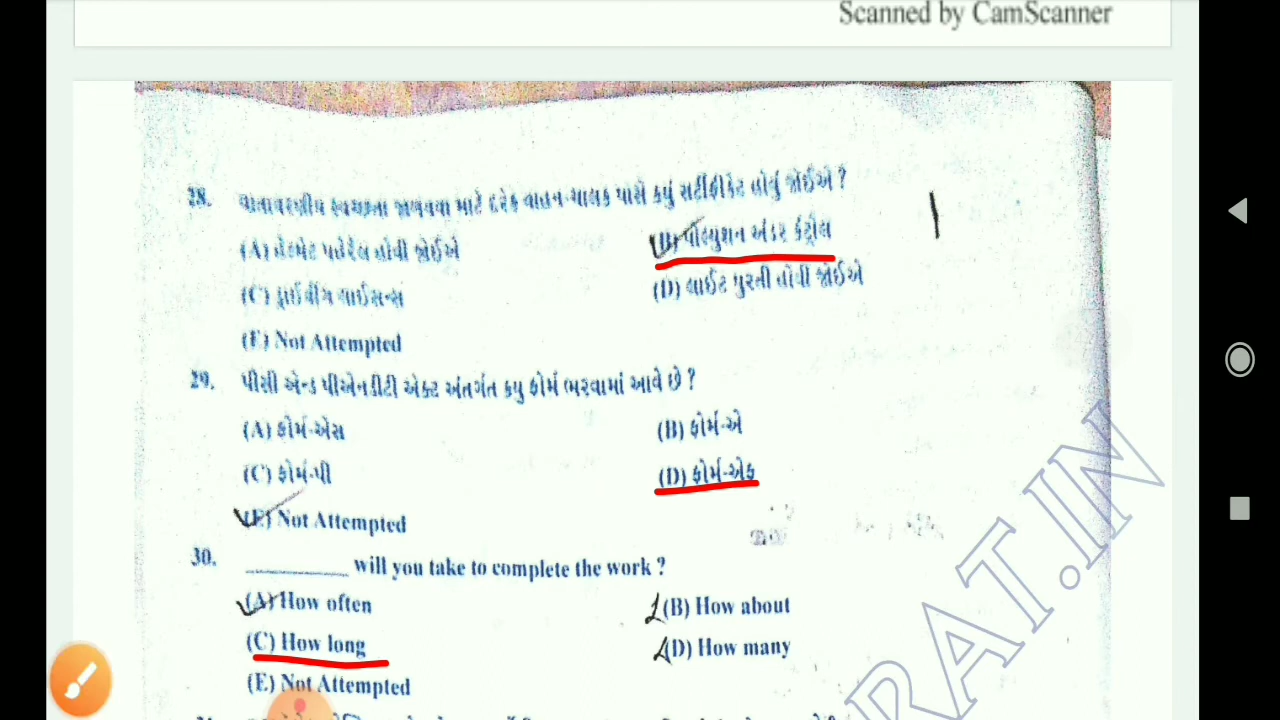 Scanned by CamScanner
28. વાતાવરણીય સ્વચ્છતા જાળવવા માટે દરેક વાહન-ચાલક પાસે કયું સર્ટીફીકેટ હોવું જોઈએ ?
(A) હેલ્મેટ પહેરેલ હોવી જોઈએ
(B) પોલ્યુશન અંડર કંટ્રોલ
(C) ડ્રાઈવીંગ લાઈસન્સ
(D) લાઈટ પુરતી હોવી જોઈએ
(E) Not Attempted
29. પીસી એન્ડ પીએનડીટી એક્ટ અંતર્ગત કયુ ફોર્મ ભરવામાં આવે છે ?
(A) ફોર્મ-એસ
(B) ફોર્મ-એ
(C) ફોર્મ-પી
(D) ફોર્મ-એફ
(E) Not Attempted
30. ________ will you take to complete the work ?
(A) How often
(B) How about
(C) How long
(D) How many
(E) Not Attempted
RAT.IN